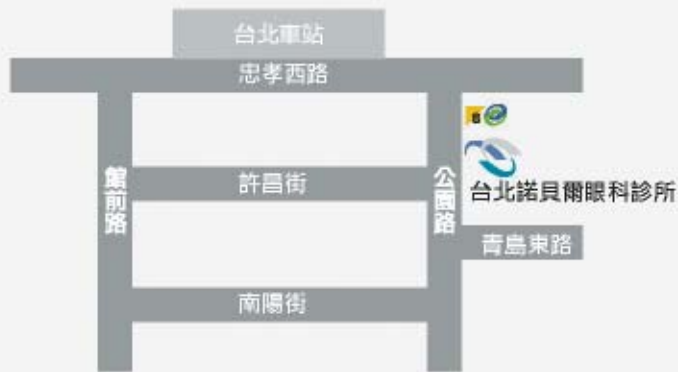 台北車站
忠孝西路
館前路
許昌街
公園路
台北諾貝爾眼科診所
青島東路
南陽街